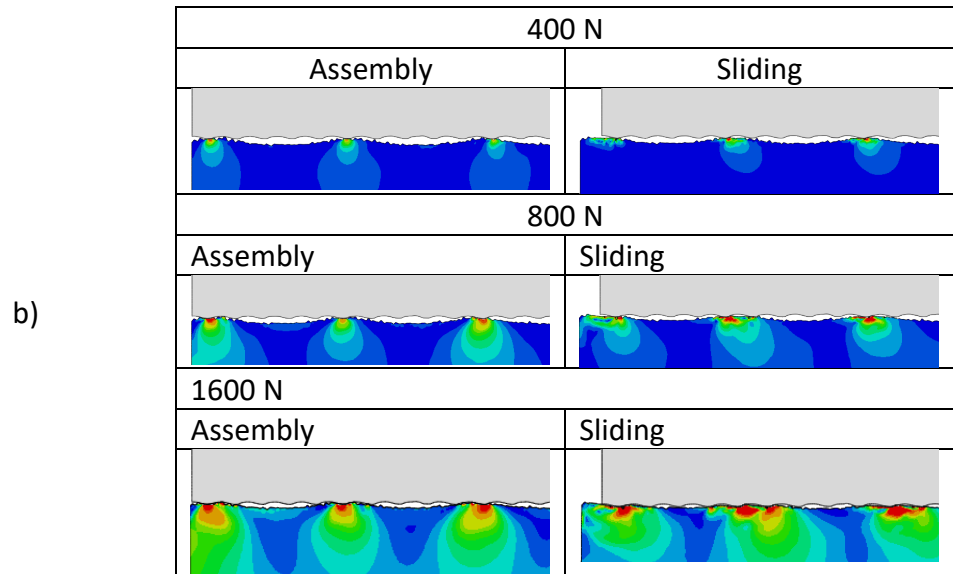 400 N
Assembly Sliding
800 N
Assembly Sliding
b)
1600 N
Assembly Sliding